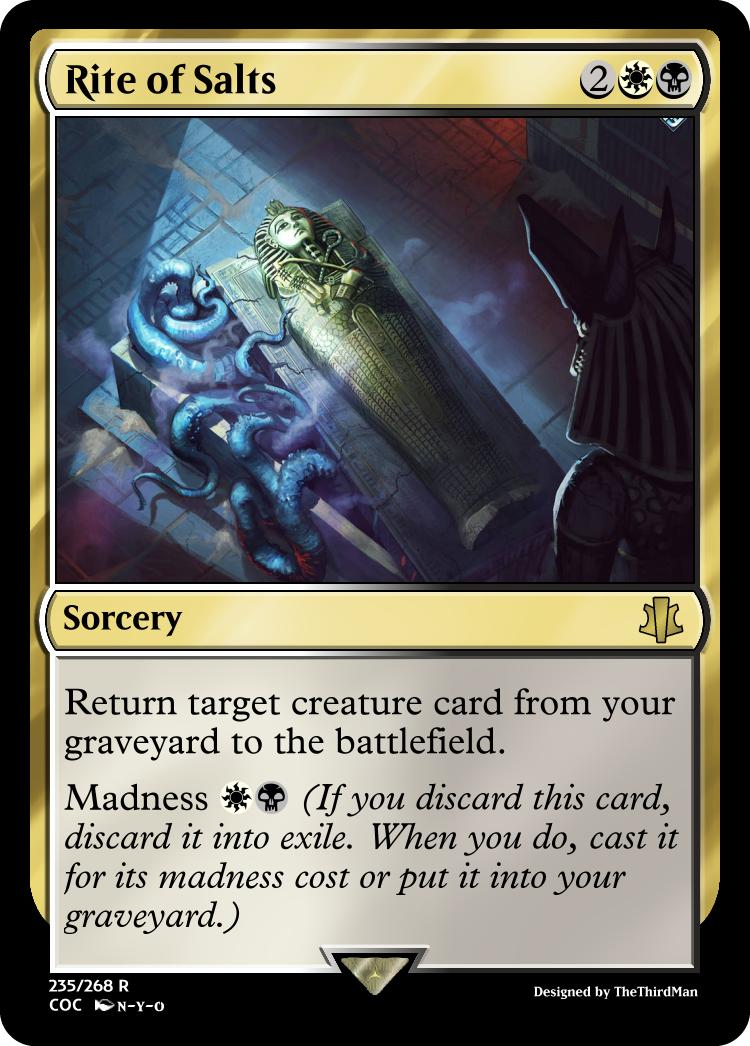 Rite of Salts 2
Sorcery
Return target creature card from your
graveyard to the battlefield.
Madness (If you discard this card,
discard it into exile. When you do, cast it
for its madness cost or put it into your
graveyard.)
235/268 R
COC N-Y-O
Designed by TheThirdMan